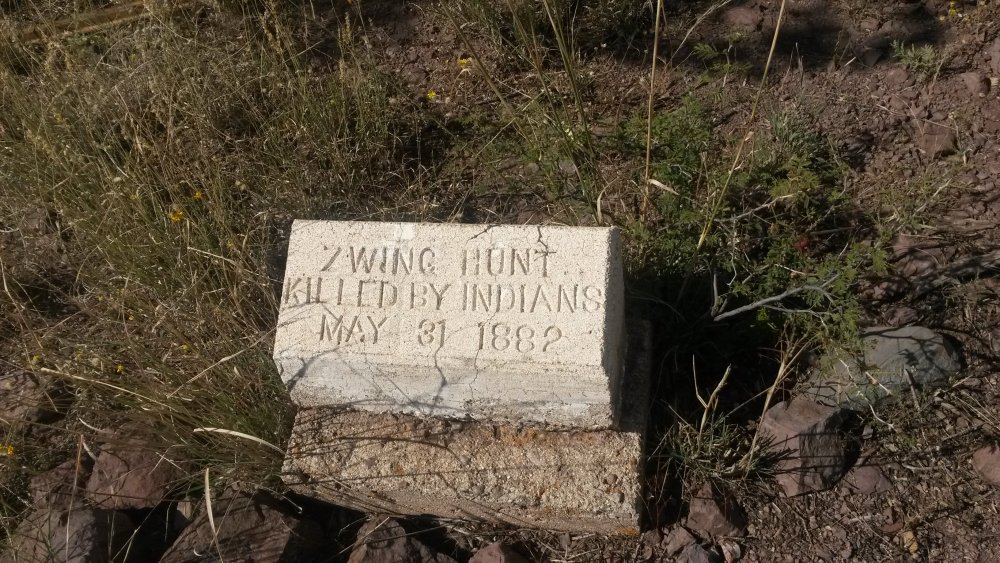 ZWING HUNT..
KILLED BY INDIANS
MAY 31 1882